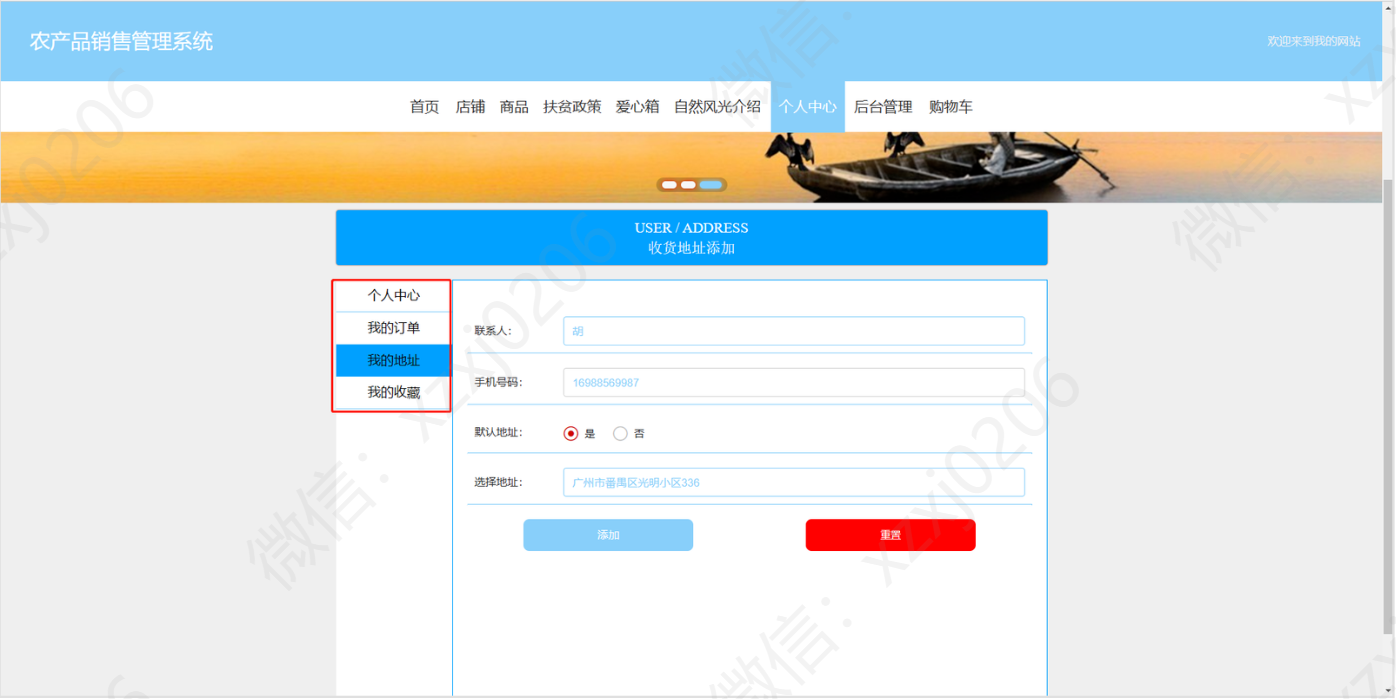 农产品销售管理系统
欢迎来到我的网站
首页 店铺 商品 扶贫政策 爱心箱 自然风光介绍 个人中心 后台管理 购物车
USER / ADDRESS
收货地址添加
个人中心
我的订单
我的地址
我的收藏
联系人： 胡
手机号码： 16988569987
默认地址： 是 否
选择地址： 广州市番禺区光明小区336
添加 重置
微信：xzxj0206